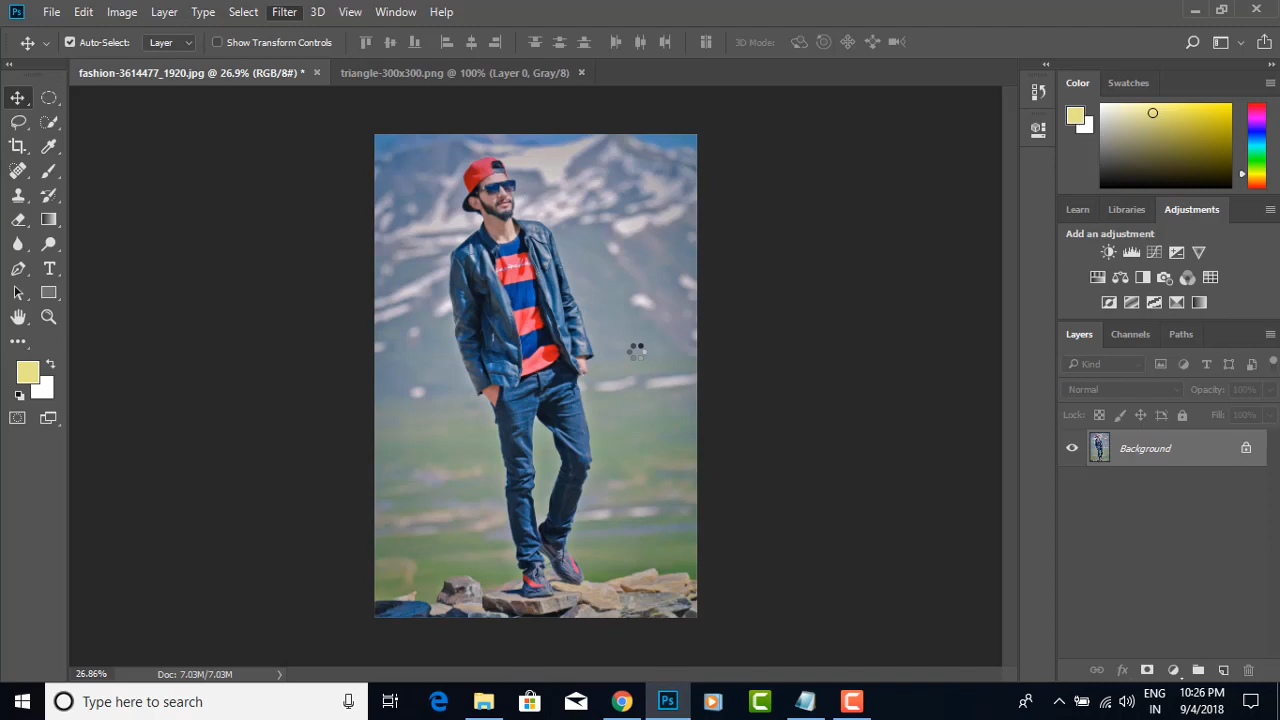 Ps File Edit Image Layer Type Select Filter 3D View Window Help
Auto-Select: Layer Show Transform Controls 3D Mode:
fashion-3614477_1920.jpg @ 26.9% (RGB/8#) * × triangle-300x300.png @ 100% (Layer 0, Gray/8) ×
Color Swatches
Learn Libraries Adjustments
Add an adjustment
Layers Channels Paths
Kind
Normal Opacity: 100%
Lock: Fill: 100%
Background
26.86% Doc: 7.03M/7.03M
Type here to search
Ps
ENG 10:26 PM
IN 9/4/2018